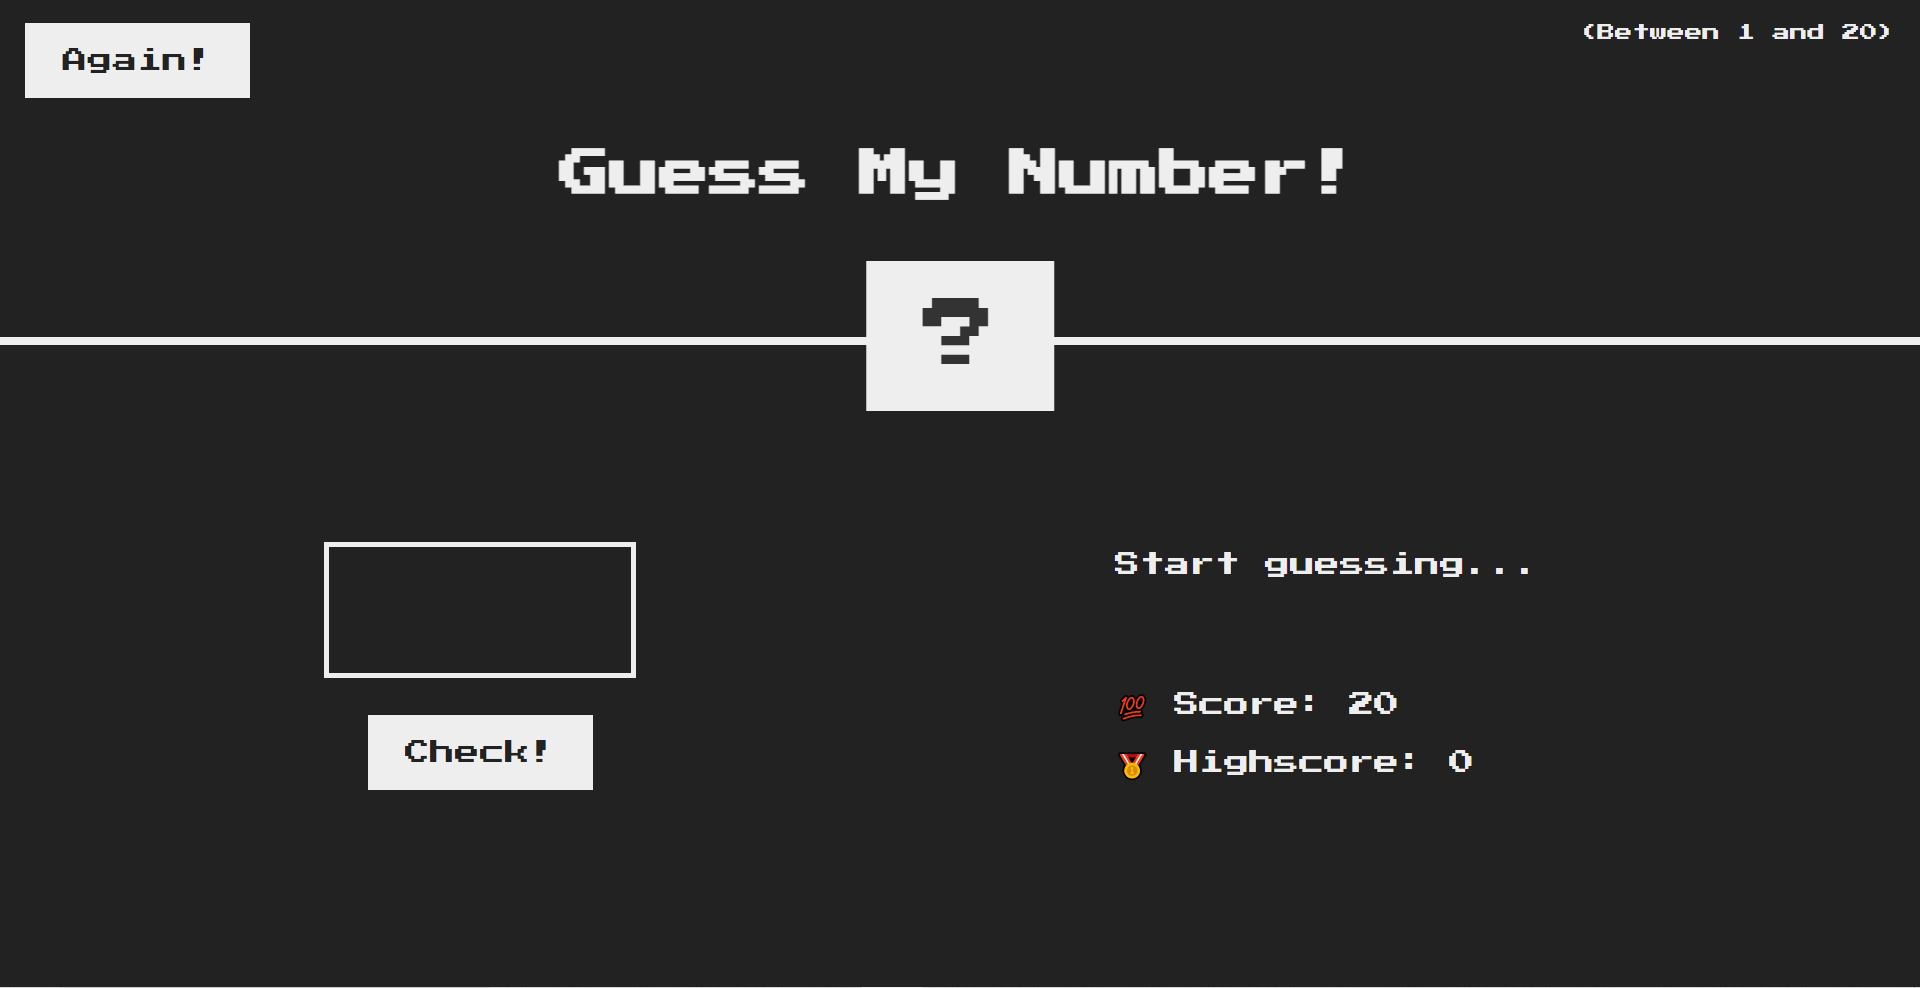 Again!
(Between 1 and 20)
Guess My Number!
?
Start guessing...
💯 Score: 20
🥇 Highscore: 0
Check!